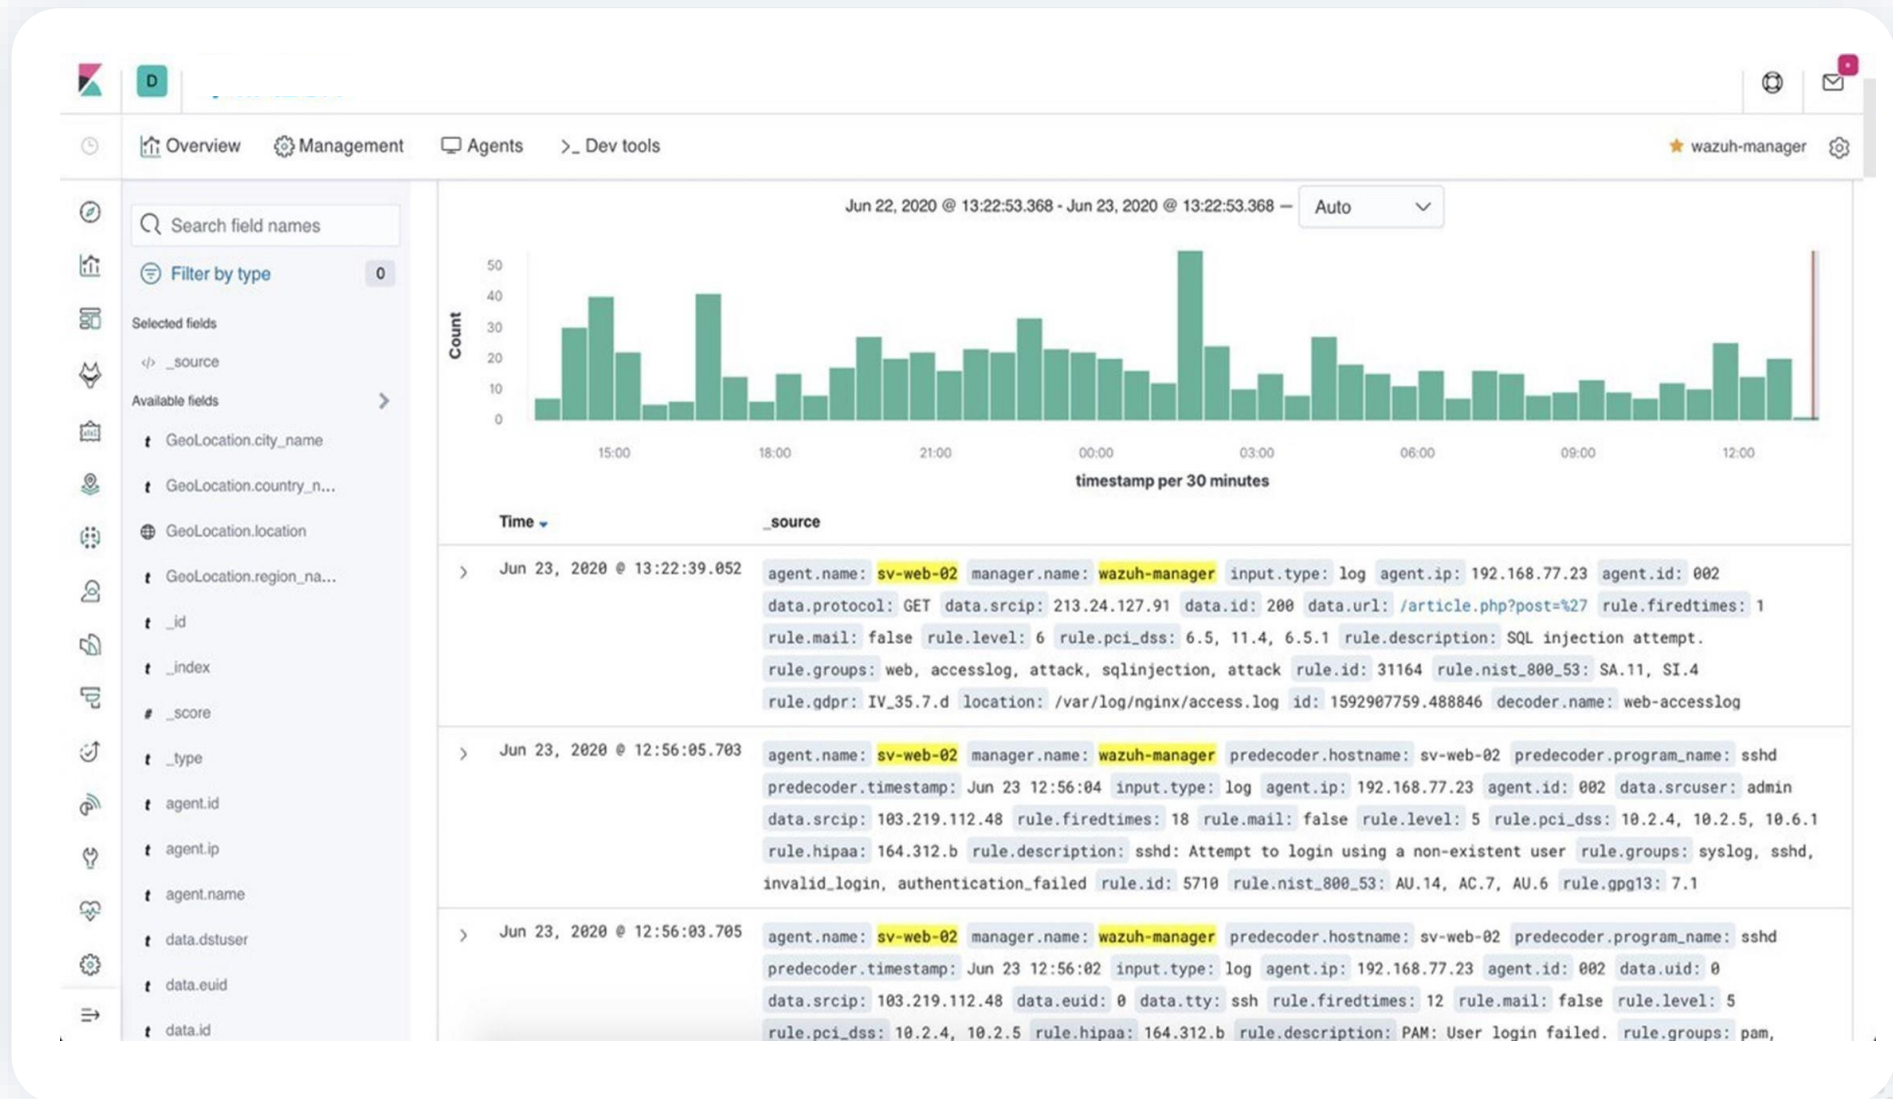 D
Overview Management Agents >_ Dev tools wazuh-manager
Search field names
Filter by type 0
Selected fields
</> _source
Available fields
t GeoLocation.city_name
t GeoLocation.country_n...
GeoLocation.location
t GeoLocation.region_na...
t _id
t _index
# _score
t _type
t agent.id
t agent.ip
t agent.name
t data.dstuser
t data.euid
t data.id
Jun 22, 2020 @ 13:22:53.368 - Jun 23, 2020 @ 13:22:53.368 — Auto
Count
50
40
30
20
10
0
15:00 18:00 21:00 00:00 03:00 06:00 09:00 12:00
timestamp per 30 minutes
Time _source
Jun 23, 2020 @ 13:22:39.052
agent.name: sv-web-02 manager.name: wazuh-manager input.type: log agent.ip: 192.168.77.23 agent.id: 002
data.protocol: GET data.srcip: 213.24.127.91 data.id: 200 data.url: /article.php?post=%27 rule.firedtimes: 1
rule.mail: false rule.level: 6 rule.pci_dss: 6.5, 11.4, 6.5.1 rule.description: SQL injection attempt.
rule.groups: web, accesslog, attack, sqlinjection, attack rule.id: 31164 rule.nist_800_53: SA.11, SI.4
rule.gdpr: IV_35.7.d location: /var/log/nginx/access.log id: 1592907759.488846 decoder.name: web-accesslog
Jun 23, 2020 @ 12:56:05.703
agent.name: sv-web-02 manager.name: wazuh-manager predecoder.hostname: sv-web-02 predecoder.program_name: sshd
predecoder.timestamp: Jun 23 12:56:04 input.type: log agent.ip: 192.168.77.23 agent.id: 002 data.srcuser: admin
data.srcip: 103.219.112.48 rule.firedtimes: 18 rule.mail: false rule.level: 5 rule.pci_dss: 10.2.4, 10.2.5, 10.6.1
rule.hipaa: 164.312.b rule.description: sshd: Attempt to login using a non-existent user rule.groups: syslog, sshd,
invalid_login, authentication_failed rule.id: 5710 rule.nist_800_53: AU.14, AC.7, AU.6 rule.gpg13: 7.1
Jun 23, 2020 @ 12:56:03.705
agent.name: sv-web-02 manager.name: wazuh-manager predecoder.hostname: sv-web-02 predecoder.program_name: sshd
predecoder.timestamp: Jun 23 12:56:02 input.type: log agent.ip: 192.168.77.23 agent.id: 002 data.uid: 0
data.srcip: 103.219.112.48 data.euid: 0 data.tty: ssh rule.firedtimes: 12 rule.mail: false rule.level: 5
rule.pci_dss: 10.2.4, 10.2.5 rule.hipaa: 164.312.b rule.description: PAM: User login failed. rule.groups: pam,